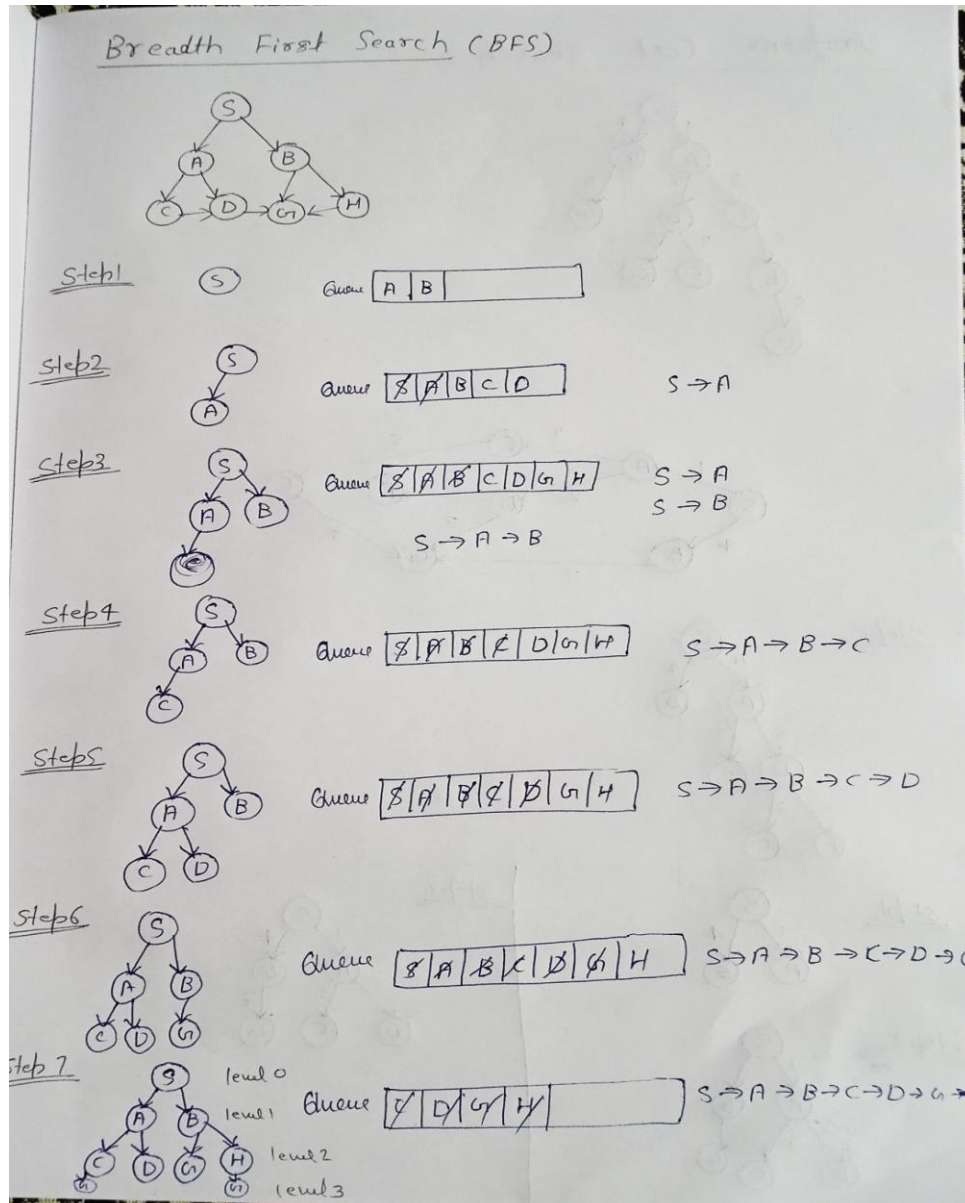 Breadth First Search (BFS)
S
A B
C D G H
Step1 S Queue A B
Step2 S Queue S A B C D S → A
A
Step3 S Queue S A B C D G H S → A
A B S → B
S → A → B
Step4 S Queue S A B C D G H S → A → B → C
A B
C
Step5 S Queue S A B C D G H S → A → B → C → D
A B
C D
Step6 S Queue S A B C D G H S → A → B → C → D →
A B
C D G
Step 7 S level 0 Queue C D G H S → A → B → C → D → G →
A B level 1
C D G H level 2
G G level 3